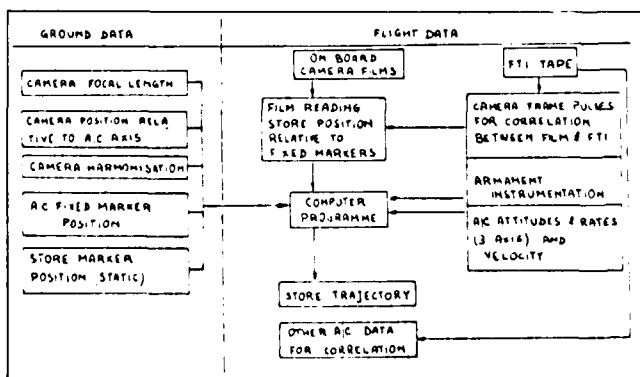 GROUND DATA
FLIGHT DATA
CAMERA FOCAL LENGTH
CAMERA POSITION RELA
TIVE TO A/C AXIS
CAMERA HARMONISATION
A/C FIXED MARKER
POSITION
STORE MARKER
POSITION (STATIC)
ON BOARD
CAMERA FILMS
FILM READING
STORE POSITION
RELATIVE TO
FIXED MARKERS
COMPUTER
PROGRAMME
STORE TRAJECTORY
OTHER A/C DATA
FOR CORRELATION
FTI TAPE
CAMERA FRAME PULSES
FOR CORRELATION
BETWEEN FILM & FTI
ARMAMENT
INSTRUMENTATION
A/C ATTITUDES & RATES
(3 AXIS) AND
VELOCITY